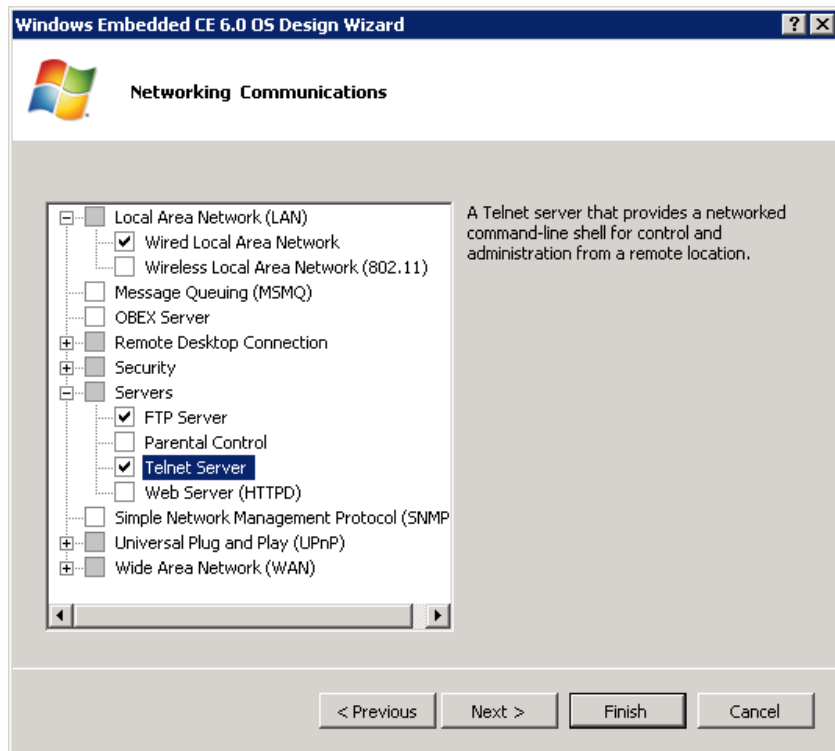 Windows Embedded CE 6.0 OS Design Wizard
Networking Communications
Local Area Network (LAN)
Wired Local Area Network
Wireless Local Area Network (802.11)
Message Queuing (MSMQ)
OBEX Server
Remote Desktop Connection
Security
Servers
FTP Server
Parental Control
Telnet Server
Web Server (HTTPD)
Simple Network Management Protocol (SNMP
Universal Plug and Play (UPnP)
Wide Area Network (WAN)
A Telnet server that provides a networked
command-line shell for control and
administration from a remote location.
< Previous
Next >
Finish
Cancel